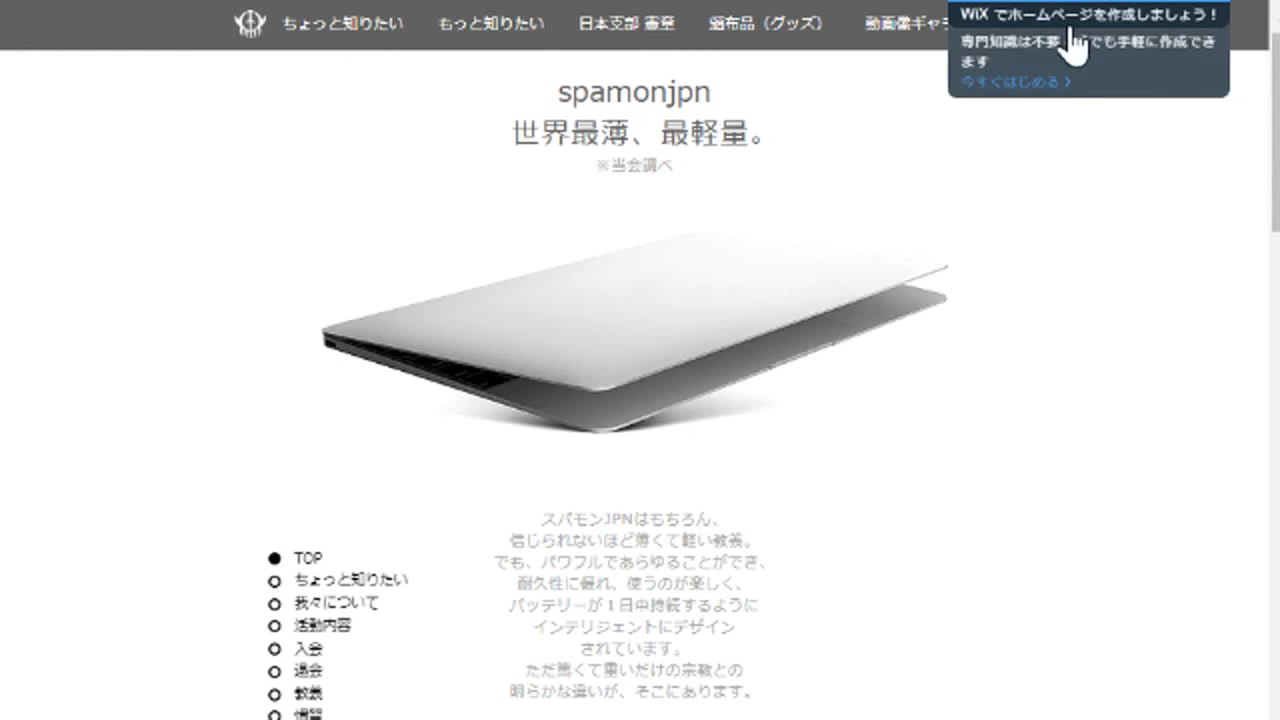 ちょっと知りたい
もっと知りたい
日本支部 憲章
頒布品（グッズ）
動画像ギャラ
WiX でホームページを作成しましょう！
専門知識は不要
でも手軽に作成でき
ます
今すぐはじめる >
spamonjpn
世界最薄、最軽量。
※当会調べ
スパモンJPNはもちろん、
信じられないほど薄くて軽い教義。
でも、パワフルであらゆることができ、
耐久性に優れ、使うのが楽しく、
バッテリーが１日中持続するように
インテリジェントにデザイン
されています。
ただ篤くて重いだけの宗教との
明らかな違いが、そこにあります。
TOP
ちょっと知りたい
我々について
活動内容
入会
退会
教義